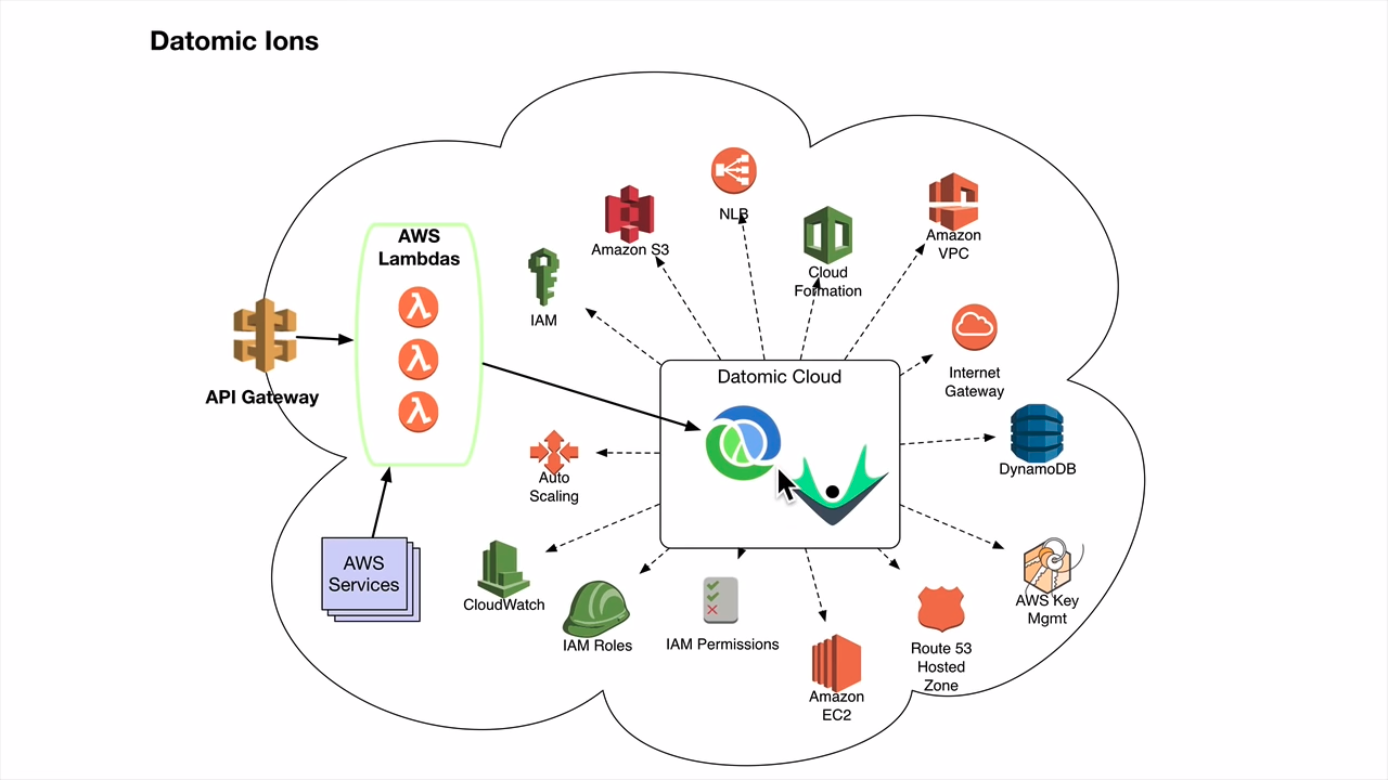 Datomic Ions
NLB
Amazon S3
Cloud
Formation
Amazon
VPC
AWS
Lambdas
IAM
Internet
Gateway
API Gateway
Datomic Cloud
DynamoDB
Auto
Scaling
AWS
Services
CloudWatch
IAM Roles
IAM Permissions
Amazon
EC2
Route 53
Hosted
Zone
AWS Key
Mgmt